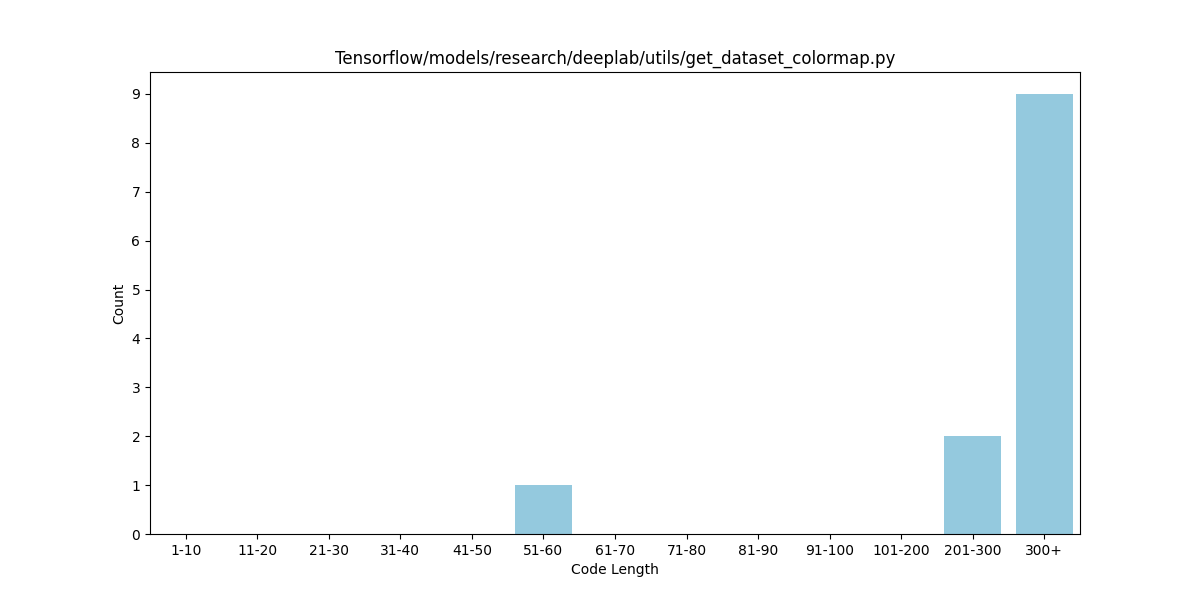 Tensorflow/models/research/deeplab/utils/get_dataset_colormap.py
9
8
7
6
5
4
3
2
1
0
Count
1-10 11-20 21-30 31-40 41-50 51-60 61-70 71-80 81-90 91-100 101-200 201-300 300+
Code Length